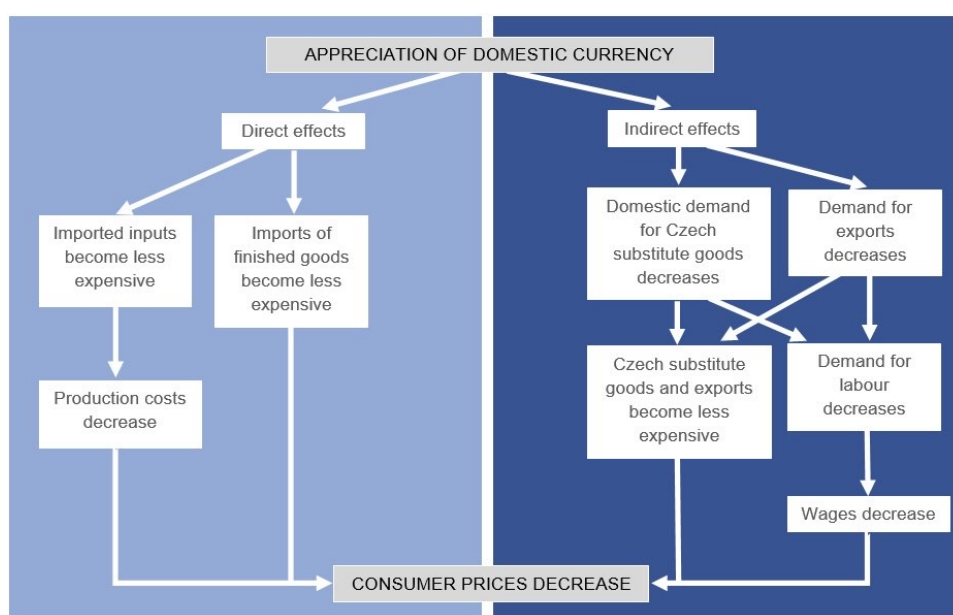 APPRECIATION OF DOMESTIC CURRENCY
Direct effects
Indirect effects
Imported inputs
become less
expensive
Imports of
finished goods
become less
expensive
Domestic demand
for Czech
substitute goods
decreases
Demand for
exports
decreases
Production costs
decrease
Czech substitute
goods and exports
become less
expensive
Demand for
labour
decreases
Wages decrease
CONSUMER PRICES DECREASE